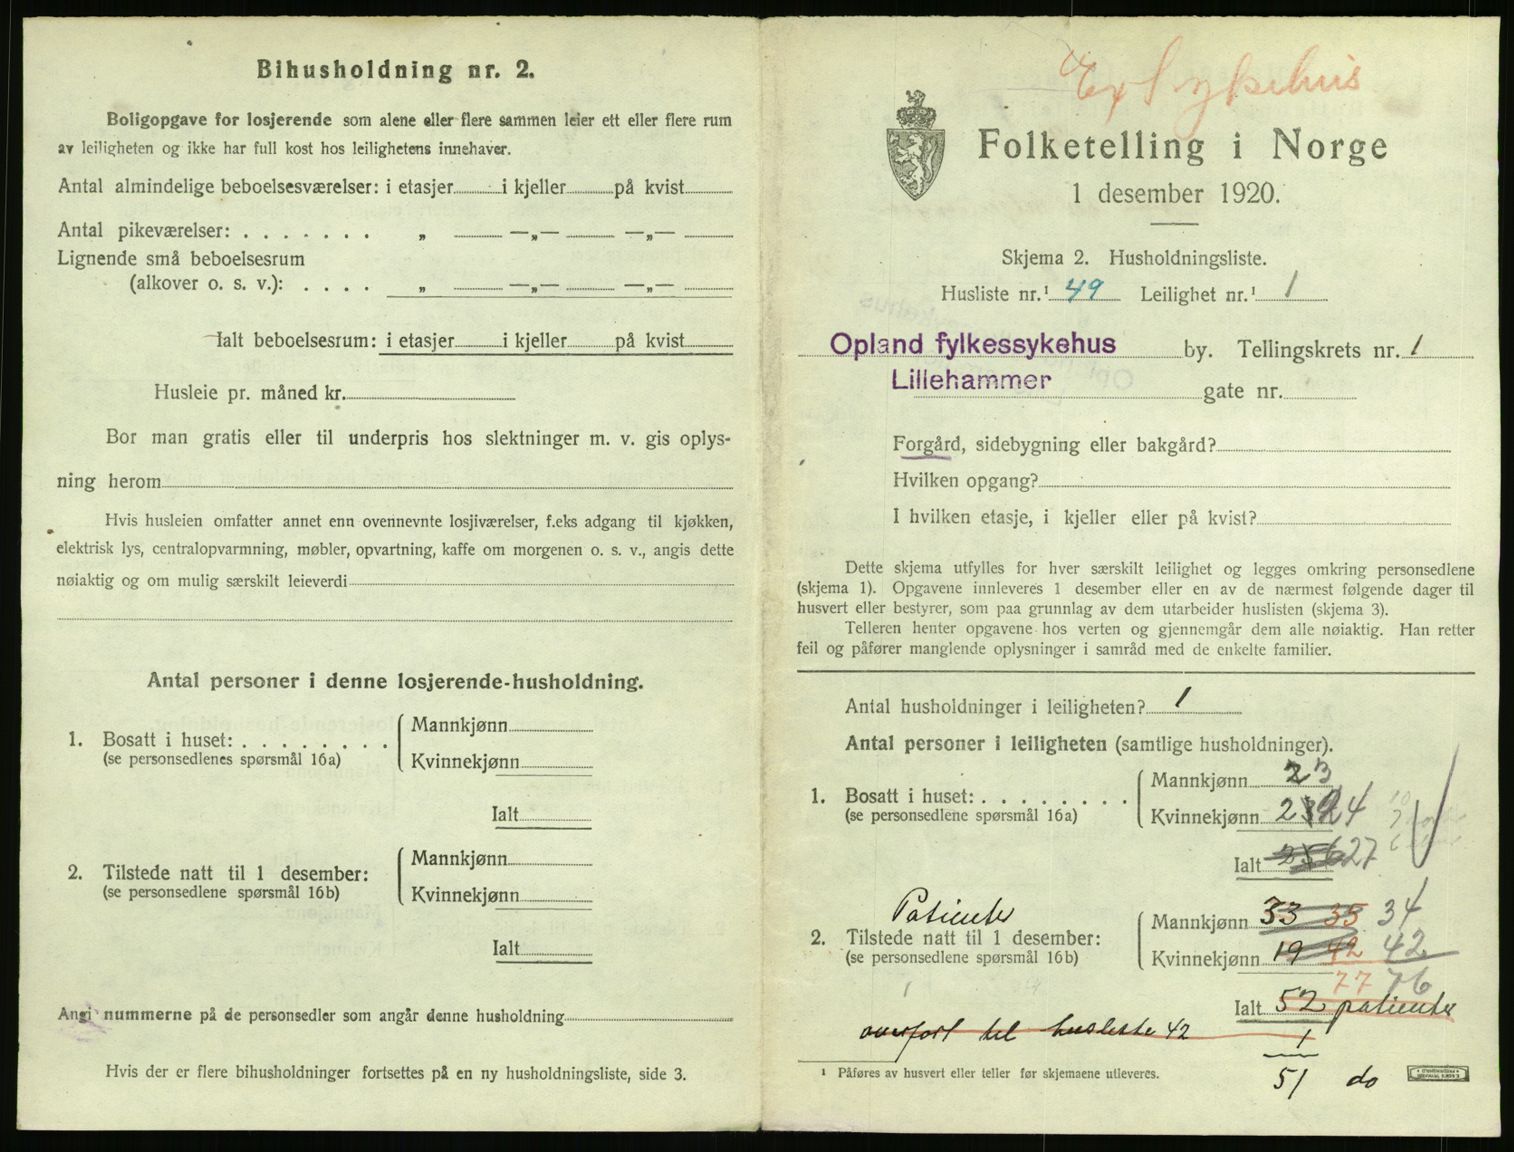 Bihusholdning nr. 2.
Boligopgave for losjerende som alene eller flere sammen leier ett eller flere rum
av leiligheten og ikke har full kost hos leilighetens innehaver.
Antal almindelige beboelsesværelser: i etasjer i kjeller på kvist
Antal pikeværelser: . . . . . . . „ —„— —„—
Lignende små beboelsesrum
(alkover o. s. v.): . . . . „ —„— —„—
Ialt beboelsesrum: i etasjer i kjeller på kvist
Husleie pr. måned kr.
Bor man gratis eller til underpris hos slektninger m. v. gis oplys-
ning herom
Hvis husleien omfatter annet enn ovennevnte losjiværelser, f.eks adgang til kjøkken,
elektrisk lys, centralopvarmning, møbler, opvartning, kaffe om morgenen o. s. v., angis dette
nøiaktig og om mulig særskilt leieverdi
Antal personer i denne losjerende-husholdning.
Mannkjønn
1. Bosatt i huset: . . . . . . . .
(se personsedlenes spørsmål 16a)
Kvinnekjønn
Ialt
Mannkjønn
2. Tilstede natt til 1 desember:
(se personsedlene spørsmål 16b)
Kvinnekjønn
Ialt
Angi nummerne på de personsedler som angår denne husholdning
Hvis der er flere bihusholdninger fortsettes på en ny husholdningsliste, side 3.
Sykehus
Folketelling i Norge
1 desember 1920.
Skjema 2. Husholdningsliste.
Husliste nr.¹ 49 Leilighet nr.¹ 1
Opland fylkessykehus by. Tellingskrets nr. 1
Lillehammer gate nr.
Forgård, sidebygning eller bakgård?
Hvilken opgang?
I hvilken etasje, i kjeller eller på kvist?
Dette skjema utfylles for hver særskilt leilighet og legges omkring personsedlene
(skjema 1). Opgavene innleveres 1 desember eller en av de nærmest følgende dager til
husvert eller bestyrer, som paa grunnlag av dem utarbeider huslisten (skjema 3).
Telleren henter opgavene hos verten og gjennemgår dem alle nøiaktig. Han retter
feil og påfører manglende oplysninger i samråd med de enkelte familier.
Antal husholdninger i leiligheten? 1
Antal personer i leiligheten (samtlige husholdninger).
Mannkjønn 23
1. Bosatt i huset: . . . . . . . .
(se personsedlene spørsmål 16a)
Kvinnekjønn 24
Ialt 27
Patienter
Mannkjønn 33 35 34
2. Tilstede natt til 1 desember:
(se personsedlene spørsmål 16b)
Kvinnekjønn 19 42 42
77 76
Ialt 52 patienter
overført til husliste 42 1
¹ Påføres av husvert eller teller før skjemaene utleveres.
51 do